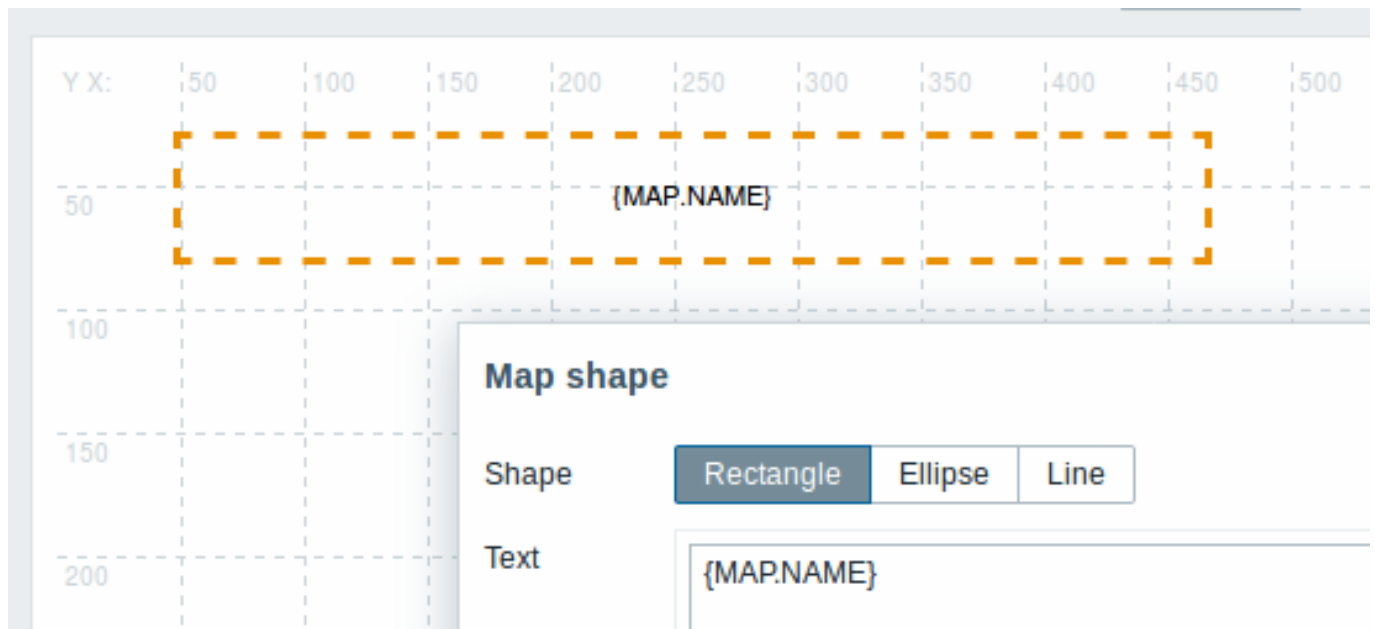 Y X: 50 100 150 200 250 300 350 400 450 500
{MAP.NAME}
50
100
Map shape
150
Shape Rectangle Ellipse Line
Text {MAP.NAME}
200